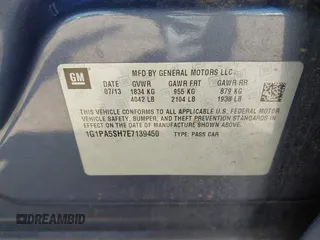 GM
MFD BY GENERAL MOTORS LLC
DATE GVWR GAWR FRT GAWR RR
07/13 1834 KG 955 KG 879 KG
4042 LB 2104 LB 1938 LB
THIS VEHICLE CONFORMS TO ALL APPLICABLE U.S. FEDERAL MOTOR
VEHICLE SAFETY, BUMPER, AND THEFT PREVENTION STANDARDS
IN EFFECT ON THE DATE OF MANUFACTURE SHOWN ABOVE.
1G1PA5SH7E7139450 TYPE: PASS CAR
DREAMBID